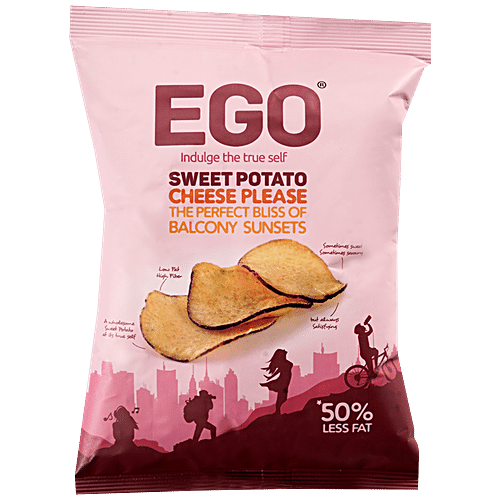 EGO®
Indulge the true self
SWEET POTATO
CHEESE PLEASE
THE PERFECT BLISS OF
BALCONY SUNSETS
Low Fat
High Fiber
Sometimes sweet
Sometimes savoury
A wholesome
Sweet Potato
at its true self
but always
Satisfying
*50%
LESS FAT